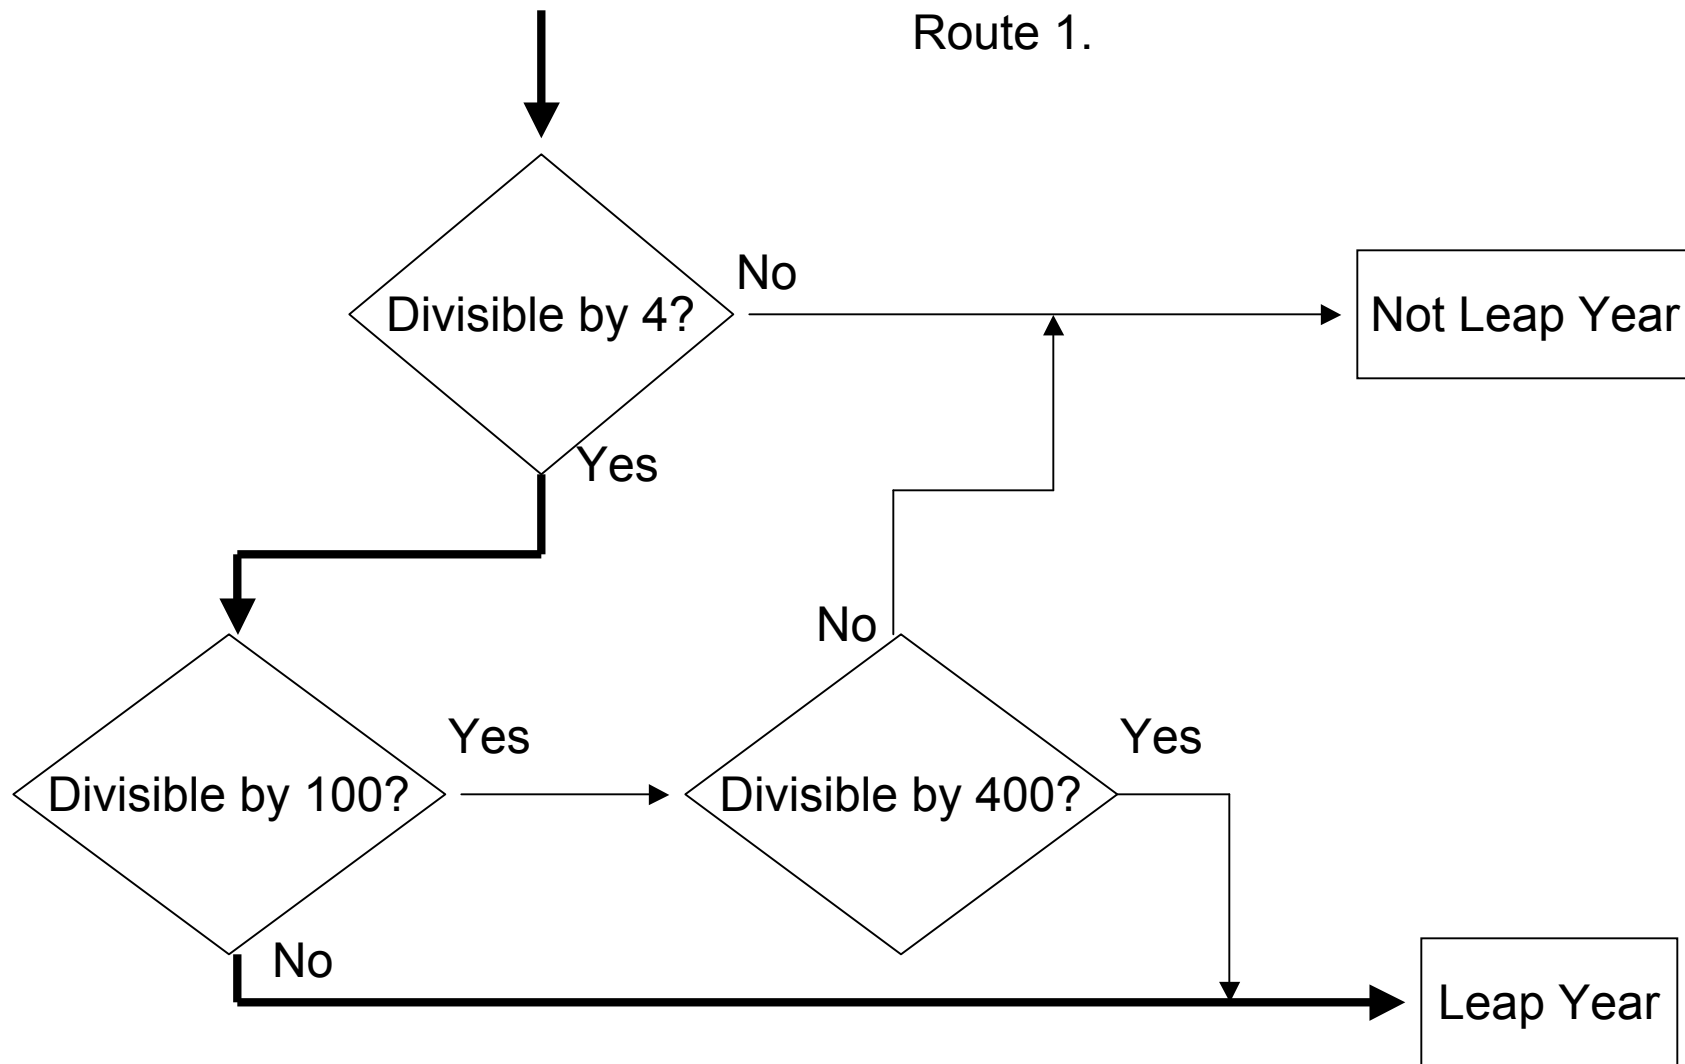 Route 1.
Divisible by 4?
No
Not Leap Year
Yes
No
Divisible by 100?
Yes
Divisible by 400?
Yes
No
Leap Year